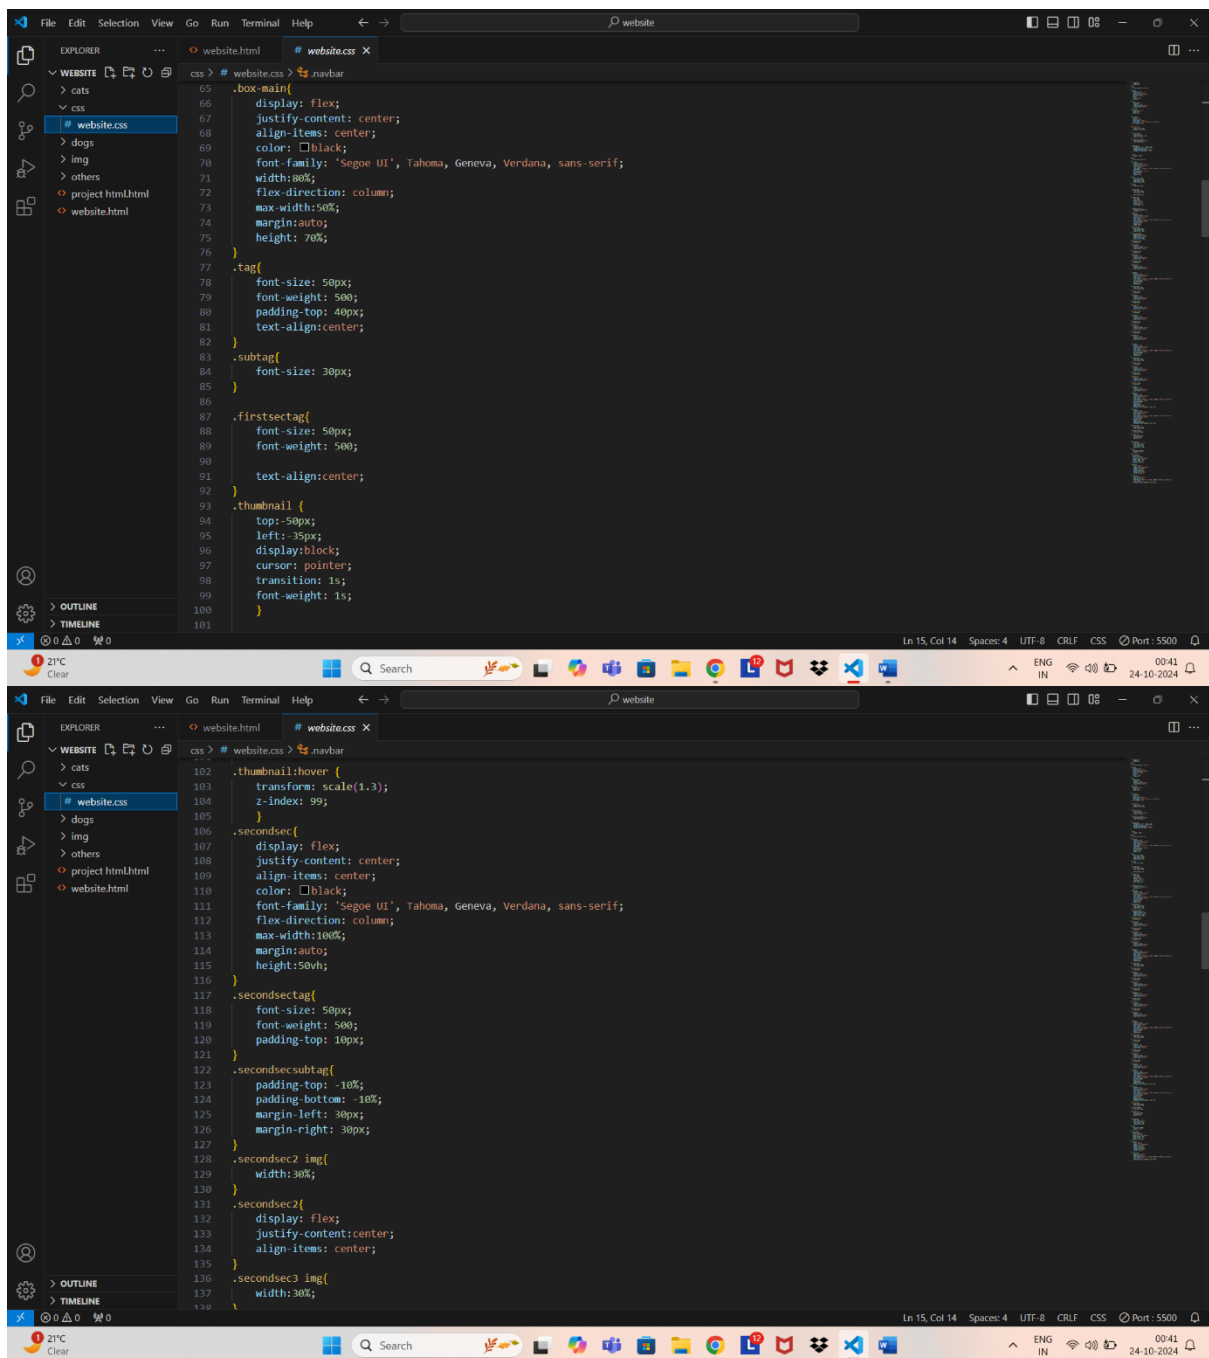 File Edit Selection View Go Run Terminal Help
website
EXPLORER
website.html
# website.css
WEBSITE
css > # website.css > .navbar
cats
css
# website.css
dogs
img
others
project html.html
website.html
65 .box-main{
66 display: flex;
67 justify-content: center;
68 align-items: center;
69 color: black;
70 font-family: 'Segoe UI', Tahoma, Geneva, Verdana, sans-serif;
71 width:80%;
72 flex-direction: column;
73 max-width:50%;
74 margin:auto;
75 height: 70%;
76 }
77 .tag{
78 font-size: 50px;
79 font-weight: 500;
80 padding-top: 40px;
81 text-align:center;
82 }
83 .subtag{
84 font-size: 30px;
85 }
86
87 .firstsectag{
88 font-size: 50px;
89 font-weight: 500;
90
91 text-align:center;
92 }
93 .thumbnail {
94 top:-50px;
95 left:-35px;
96 display:block;
97 cursor: pointer;
98 transition: 1s;
99 font-weight: 1s;
100 }
101
OUTLINE
TIMELINE
0 0 0
Ln 15, Col 14 Spaces: 4 UTF-8 CRLF CSS Port : 5500
1
21°C
Clear
Search
12
ENG
IN
00:41
24-10-2024
File Edit Selection View Go Run Terminal Help
website
EXPLORER
website.html
# website.css
WEBSITE
css > # website.css > .navbar
cats
css
# website.css
dogs
img
others
project html.html
website.html
102 .thumbnail:hover {
103 transform: scale(1.3);
104 z-index: 99;
105 }
106 .secondsec{
107 display: flex;
108 justify-content: center;
109 align-items: center;
110 color: black;
111 font-family: 'Segoe UI', Tahoma, Geneva, Verdana, sans-serif;
112 flex-direction: column;
113 max-width:100%;
114 margin:auto;
115 height:50vh;
116 }
117 .secondsectag{
118 font-size: 50px;
119 font-weight: 500;
120 padding-top: 10px;
121 }
122 .secondsecsubtag{
123 padding-top: -10%;
124 padding-bottom: -10%;
125 margin-left: 30px;
126 margin-right: 30px;
127 }
128 .secondsec2 img{
129 width:30%;
130 }
131 .secondsec2{
132 display: flex;
133 justify-content:center;
134 align-items: center;
135 }
136 .secondsec3 img{
137 width:30%;
138 }
OUTLINE
TIMELINE
0 0 0
Ln 15, Col 14 Spaces: 4 UTF-8 CRLF CSS Port : 5500
1
21°C
Clear
Search
12
ENG
IN
00:41
24-10-2024